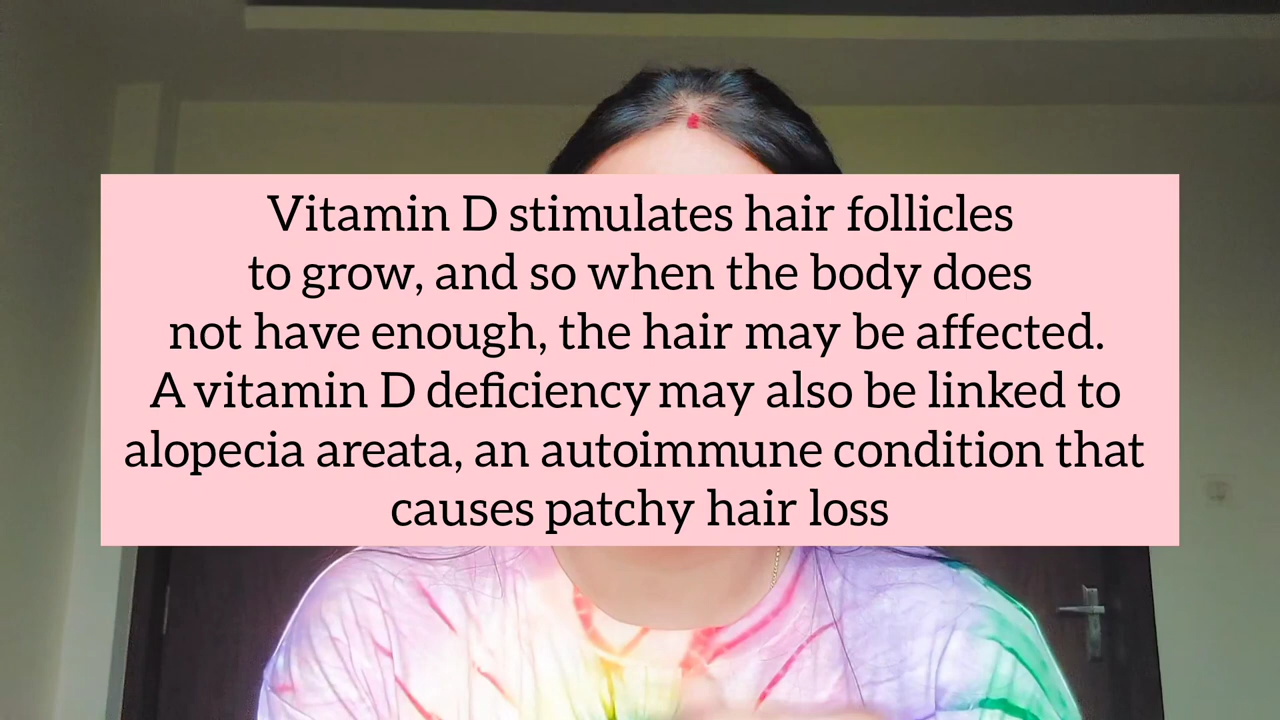 Vitamin D stimulates hair follicles
to grow, and so when the body does
not have enough, the hair may be affected.
A vitamin D deficiency may also be linked to
alopecia areata, an autoimmune condition that
causes patchy hair loss